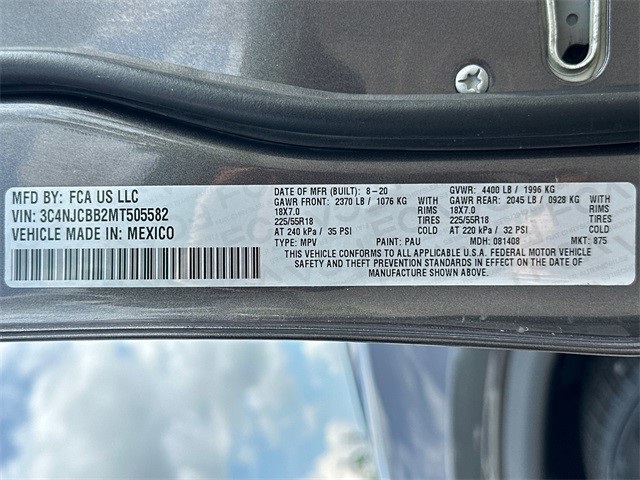 MFD BY: FCA US LLC
VIN: 3C4NJCBB2MT505582
VEHICLE MADE IN: MEXICO
DATE OF MFR (BUILT): 8-20 GVWR: 4400 LB / 1996 KG
GAWR FRONT: 2370 LB / 1076 KG WITH GAWR REAR: 2045 LB / 0928 KG WITH
18X7.0 RIMS 18X7.0 RIMS
225/55R18 TIRES 225/55R18 TIRES
AT 240 kPa / 35 PSI COLD AT 220 kPa / 32 PSI COLD
TYPE: MPV PAINT: PAU MDH: 081408 MKT: 875
THIS VEHICLE CONFORMS TO ALL APPLICABLE U.S.A. FEDERAL MOTOR VEHICLE
SAFETY AND THEFT PREVENTION STANDARDS IN EFFECT ON THE DATE OF
MANUFACTURE SHOWN ABOVE.